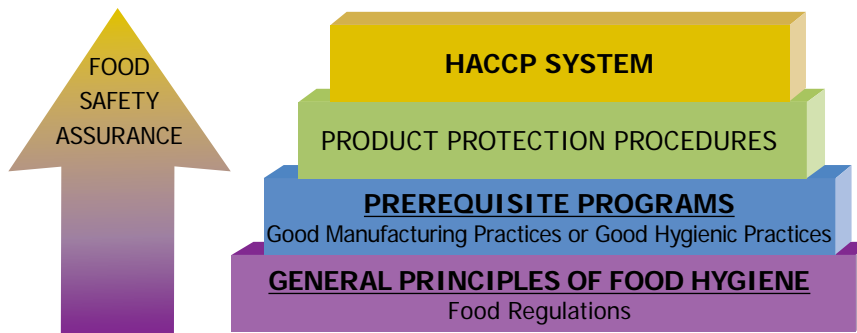 FOOD
SAFETY
ASSURANCE
HACCP SYSTEM
PRODUCT PROTECTION PROCEDURES
PREREQUISITE PROGRAMS
Good Manufacturing Practices or Good Hygienic Practices
GENERAL PRINCIPLES OF FOOD HYGIENE
Food Regulations